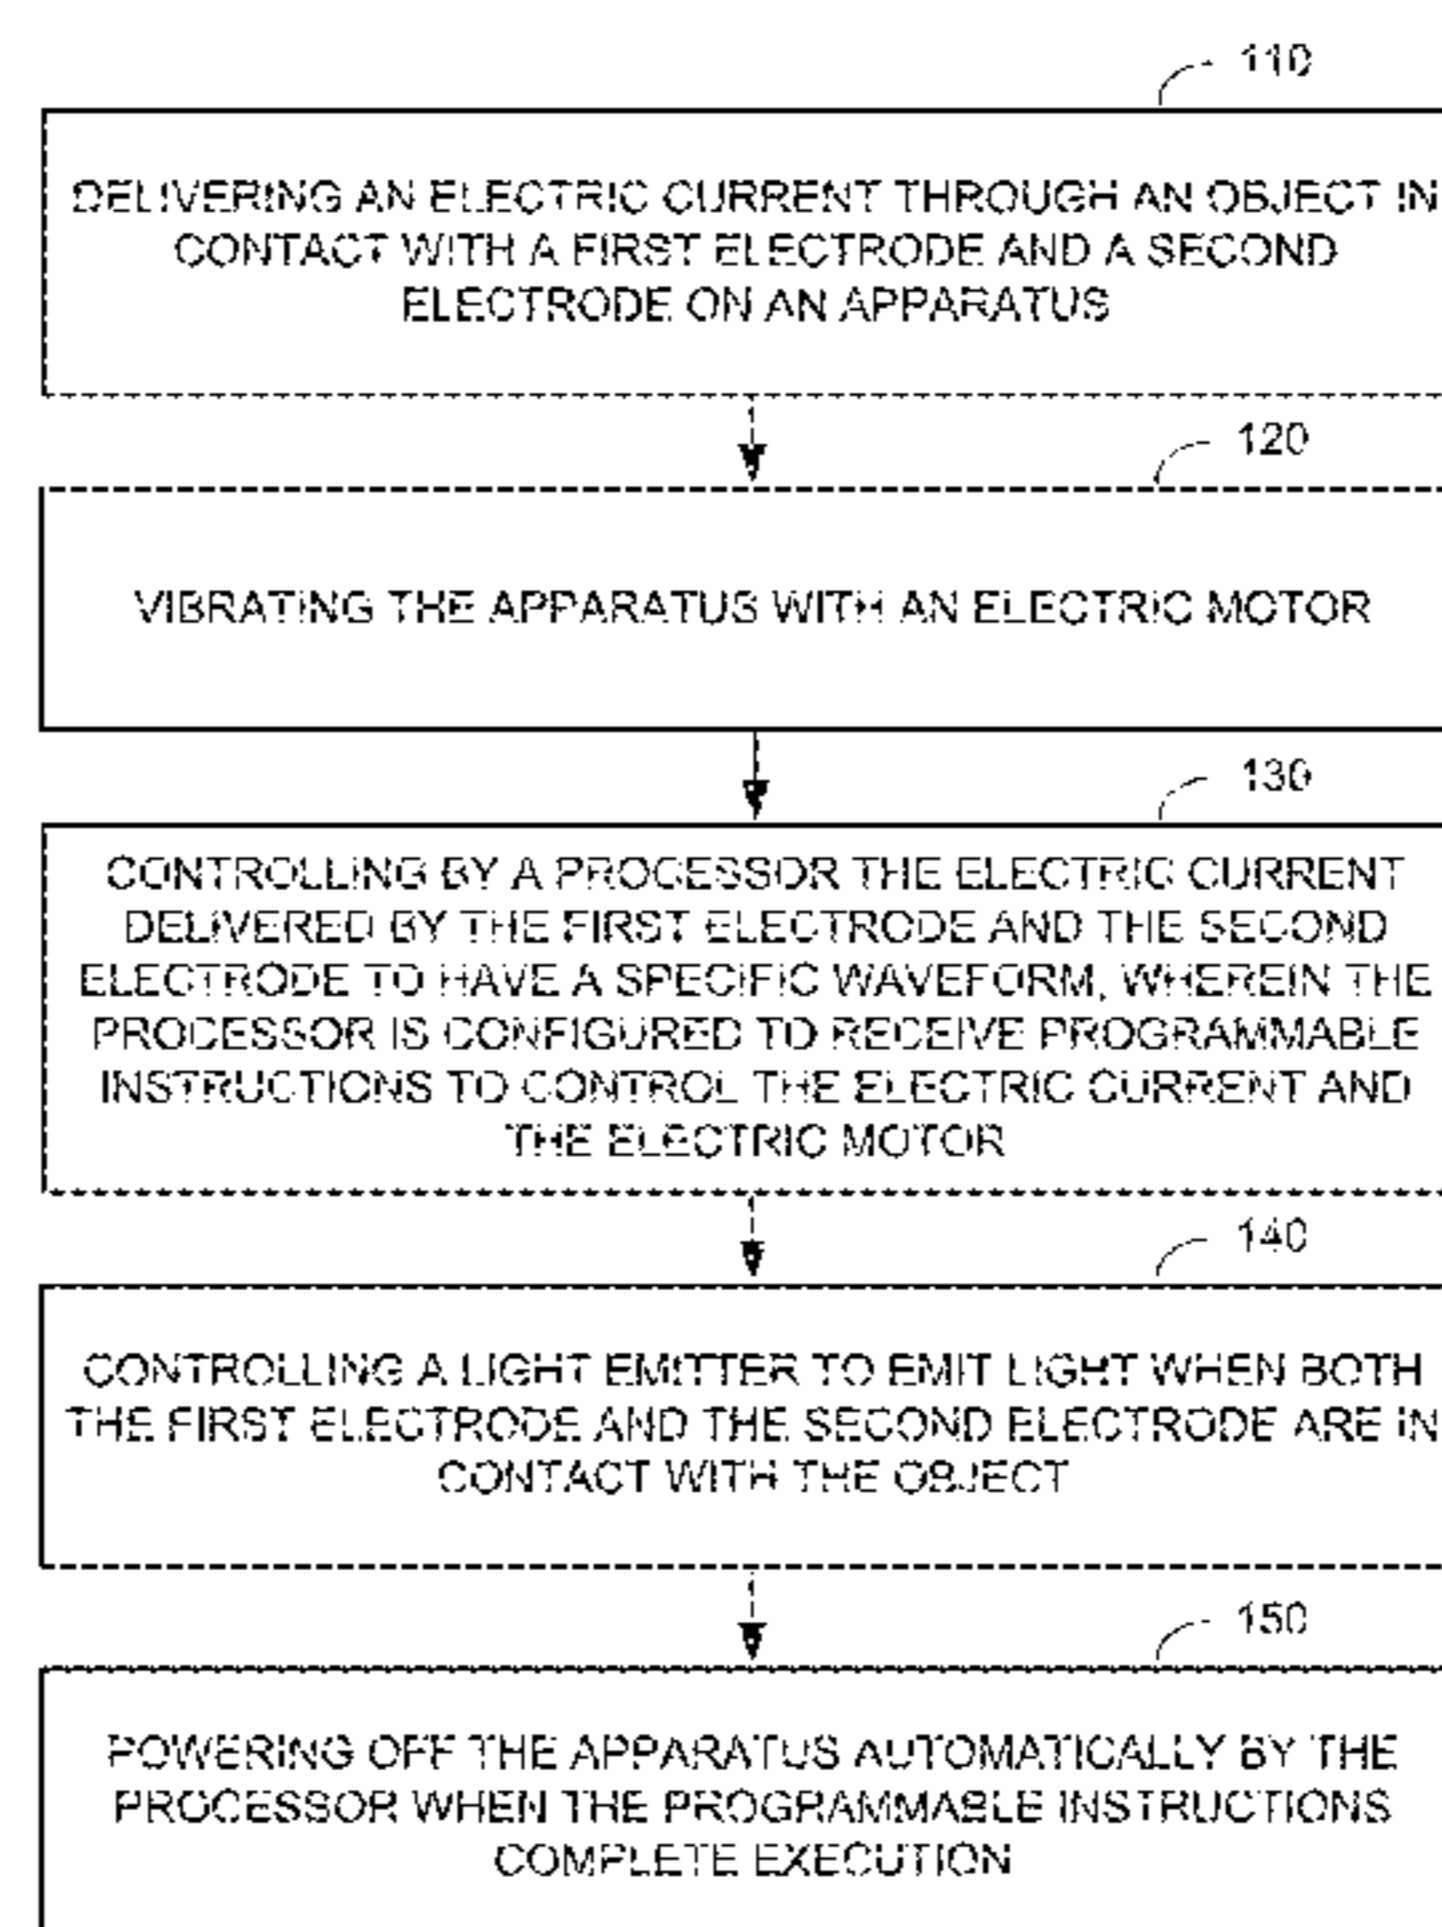 110
DELIVERING AN ELECTRIC CURRENT THROUGH AN OBJECT IN
CONTACT WITH A FIRST ELECTRODE AND A SECOND
ELECTRODE ON AN APPARATUS
120
VIBRATING THE APPARATUS WITH AN ELECTRIC MOTOR
130
CONTROLLING BY A PROCESSOR THE ELECTRIC CURRENT
DELIVERED BY THE FIRST ELECTRODE AND THE SECOND
ELECTRODE TO HAVE A SPECIFIC WAVEFORM, WHEREIN THE
PROCESSOR IS CONFIGURED TO RECEIVE PROGRAMMABLE
INSTRUCTIONS TO CONTROL THE ELECTRIC CURRENT AND
THE ELECTRIC MOTOR
140
CONTROLLING A LIGHT EMITTER TO EMIT LIGHT WHEN BOTH
THE FIRST ELECTRODE AND THE SECOND ELECTRODE ARE IN
CONTACT WITH THE OBJECT
150
POWERING OFF THE APPARATUS AUTOMATICALLY BY THE
PROCESSOR WHEN THE PROGRAMMABLE INSTRUCTIONS
COMPLETE EXECUTION